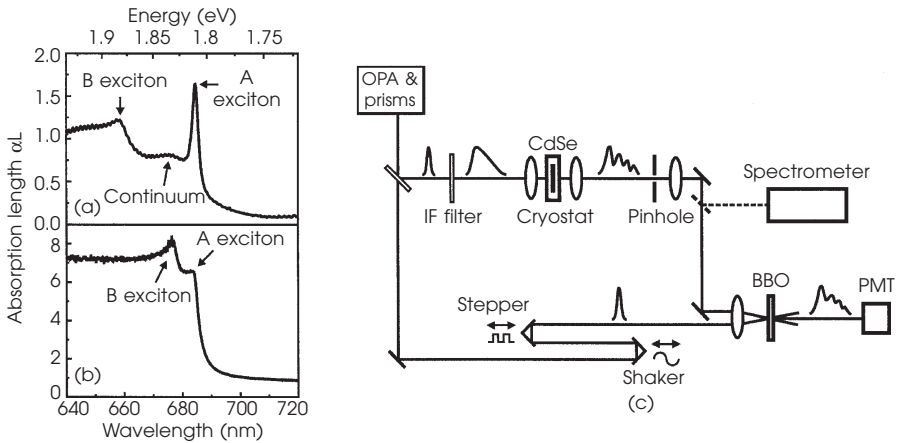 Energy (eV)
1.9 1.85 1.8 1.75
2.0
1.5
1.0
0.5
0.0
B exciton
A
exciton
Continuum
(a)
Absorption length αL
8
6
4
2
0
A exciton
B exciton
(b)
640 660 680 700 720
Wavelength (nm)
OPA &
prisms
IF filter
CdSe
Cryostat
Pinhole
Spectrometer
Stepper
Shaker
BBO
PMT
(c)